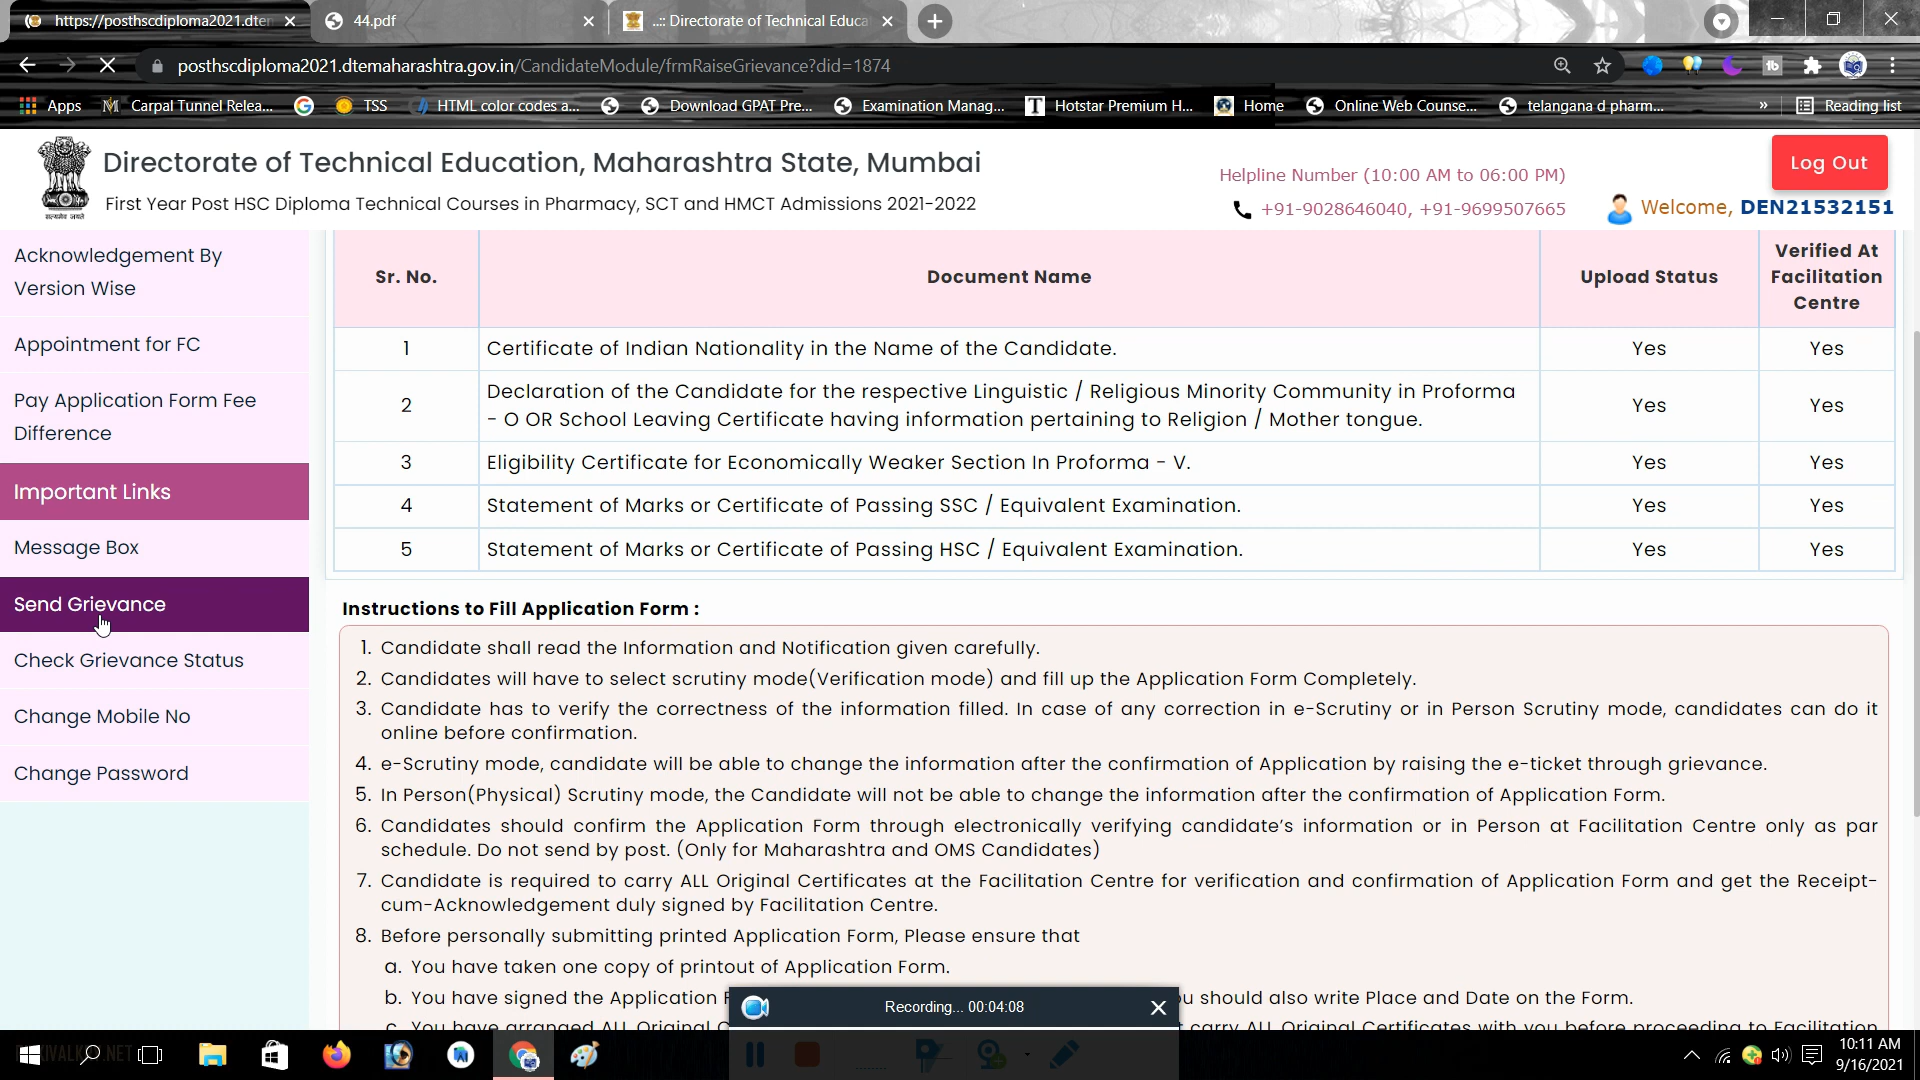 https://posthscdiploma2021.dten
44.pdf
..:: Directorate of Technical Educa
posthscdiploma2021.dtemaharashtra.gov.in/CandidateModule/frmRaiseGrievance?did=1874
Apps
Carpal Tunnel Relea...
TSS
HTML color codes a...
Download GPAT Pre...
Examination Manag...
Hotstar Premium H...
Home
Online Web Counse...
telangana d pharm...
»
Reading list
Directorate of Technical Education, Maharashtra State, Mumbai
First Year Post HSC Diploma Technical Courses in Pharmacy, SCT and HMCT Admissions 2021-2022
Helpline Number (10:00 AM to 06:00 PM)
+91-9028646040, +91-9699507665
Log Out
Welcome, DEN21532151
Acknowledgement By
Version Wise
Appointment for FC
Pay Application Form Fee
Difference
Important Links
Message Box
Send Grievance
Check Grievance Status
Change Mobile No
Change Password
Sr. No. Document Name Upload Status Verified At Facilitation Centre
1 Certificate of Indian Nationality in the Name of the Candidate. Yes Yes
2 Declaration of the Candidate for the respective Linguistic / Religious Minority Community in Proforma
- O OR School Leaving Certificate having information pertaining to Religion / Mother tongue. Yes Yes
3 Eligibility Certificate for Economically Weaker Section In Proforma - V. Yes Yes
4 Statement of Marks or Certificate of Passing SSC / Equivalent Examination. Yes Yes
5 Statement of Marks or Certificate of Passing HSC / Equivalent Examination. Yes Yes
Instructions to Fill Application Form :
1. Candidate shall read the Information and Notification given carefully.
2. Candidates will have to select scrutiny mode(Verification mode) and fill up the Application Form Completely.
3. Candidate has to verify the correctness of the information filled. In case of any correction in e-Scrutiny or in Person Scrutiny mode, candidates can do it
online before confirmation.
4. e-Scrutiny mode, candidate will be able to change the information after the confirmation of Application by raising the e-ticket through grievance.
5. In Person(Physical) Scrutiny mode, the Candidate will not be able to change the information after the confirmation of Application Form.
6. Candidates should confirm the Application Form through electronically verifying candidate's information or in Person at Facilitation Centre only as par
schedule. Do not send by post. (Only for Maharashtra and OMS Candidates)
7. Candidate is required to carry ALL Original Certificates at the Facilitation Centre for verification and confirmation of Application Form and get the Receipt-
cum-Acknowledgement duly signed by Facilitation Centre.
8. Before personally submitting printed Application Form, Please ensure that
a. You have taken one copy of printout of Application Form.
b. You have signed the Application F
u should also write Place and Date on the Form.
c. You have arranged ALL Original C
t carry ALL Original Certificates with you before proceeding to Facilitation
Recording... 00:04:08
10:11 AM
9/16/2021